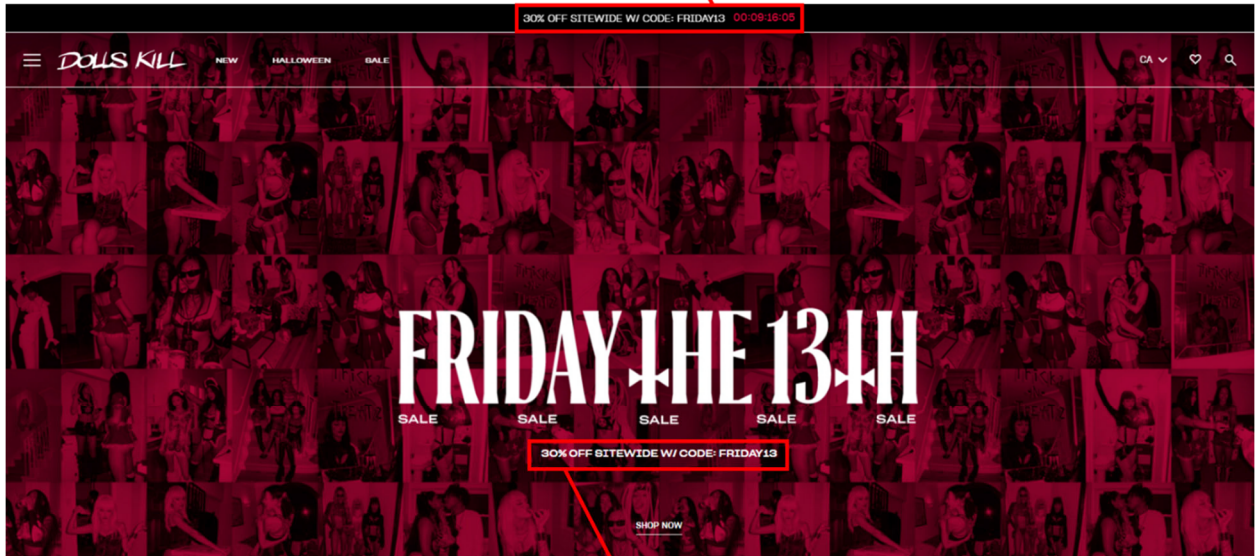 30% OFF SITEWIDE W/ CODE: FRIDAY13 00:09:16:05
DOLLS KILL NEW HALLOWEEN SALE CA
FRIDAY THE 13TH
SALE SALE SALE SALE SALE
30% OFF SITEWIDE W/ CODE: FRIDAY13
SHOP NOW